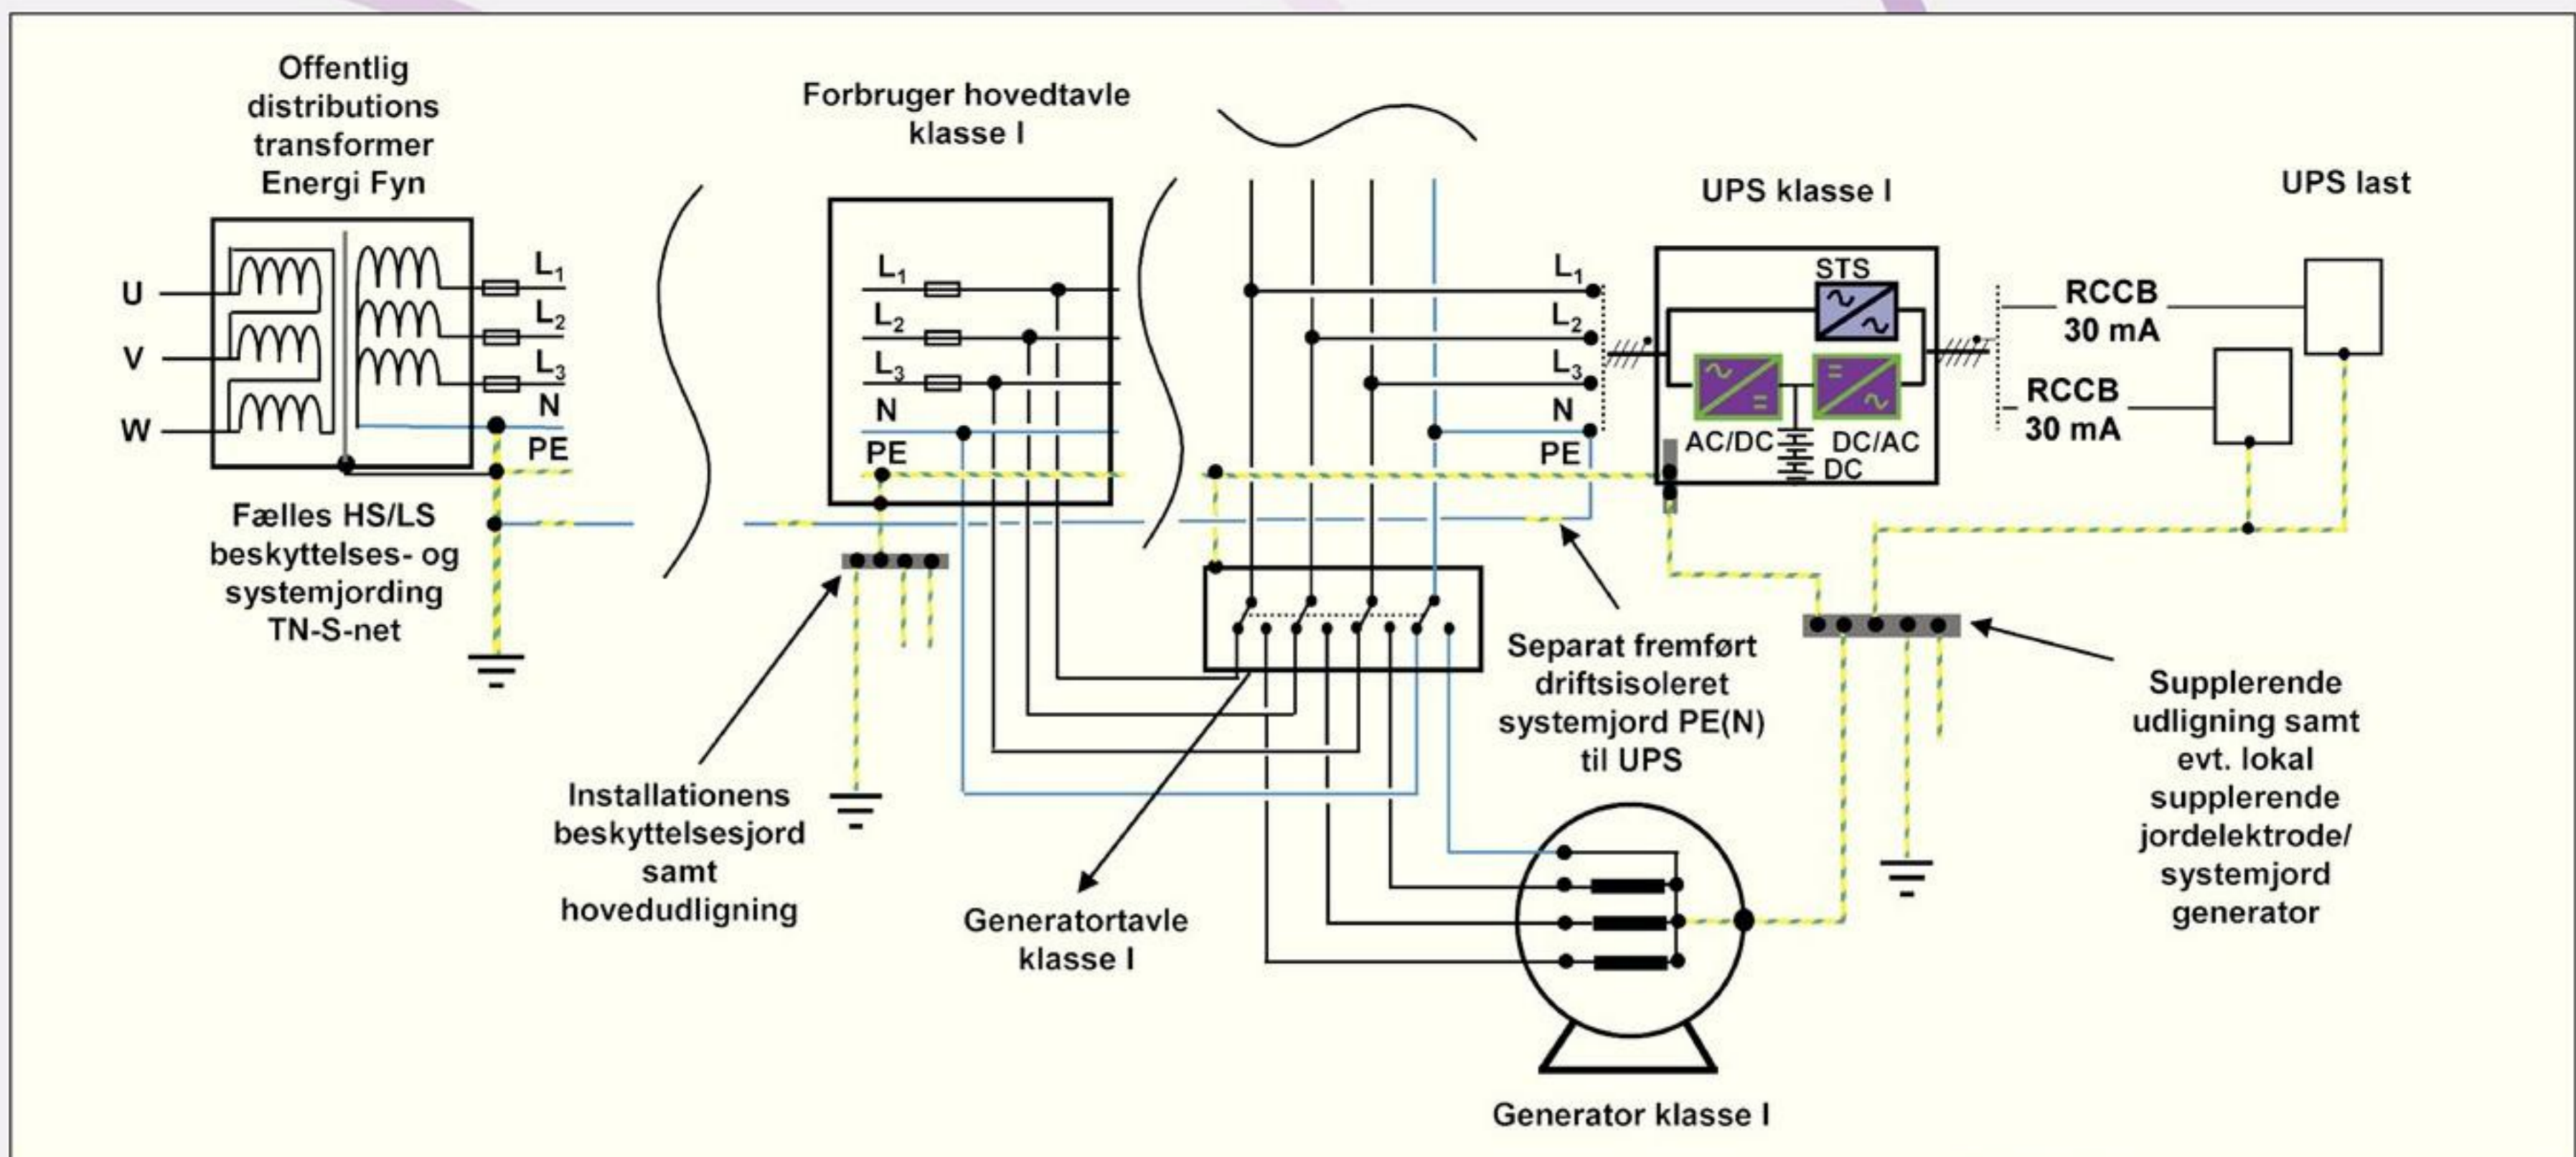 Offentlig
distributions
transformer
Energi Fyn
U
V
W
L1
L2
L3
N
PE
Fælles HS/LS
beskyttelses- og
systemjording
TN-S-net
Forbruger hovedtavle
klasse I
L1
L2
L3
N
PE
Installationens
beskyttelsesjord
samt
hovedudligning
Generatortavle
klasse I
L1
L2
L3
N
PE
Separat fremført
driftsisoleret
systemjord PE(N)
til UPS
UPS klasse I
STS
AC/DC
DC/AC
DC
RCCB
30 mA
RCCB
30 mA
UPS last
Supplerende
udligning samt
evt. lokal
supplerende
jordelektrode/
systemjord
generator
Generator klasse I